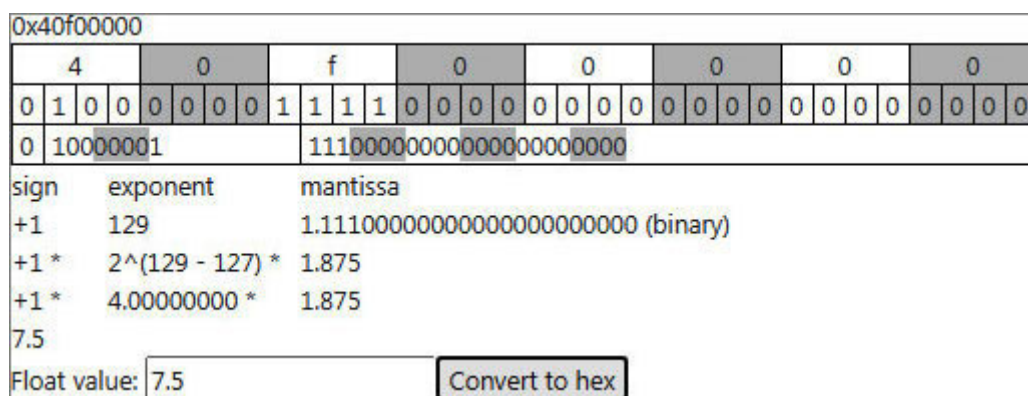 0x40f00000
4 0 f 0 0 0 0 0
0 1 0 0 0 0 0 0 1 1 1 1 0 0 0 0 0 0 0 0 0 0 0 0 0 0 0 0 0 0 0 0
0 10000001 11100000000000000000000
sign exponent mantissa
+1 129 1.11100000000000000000000 (binary)
+1 * 2^(129 - 127) * 1.875
+1 * 4.00000000 * 1.875
7.5
Float value: 7.5 Convert to hex